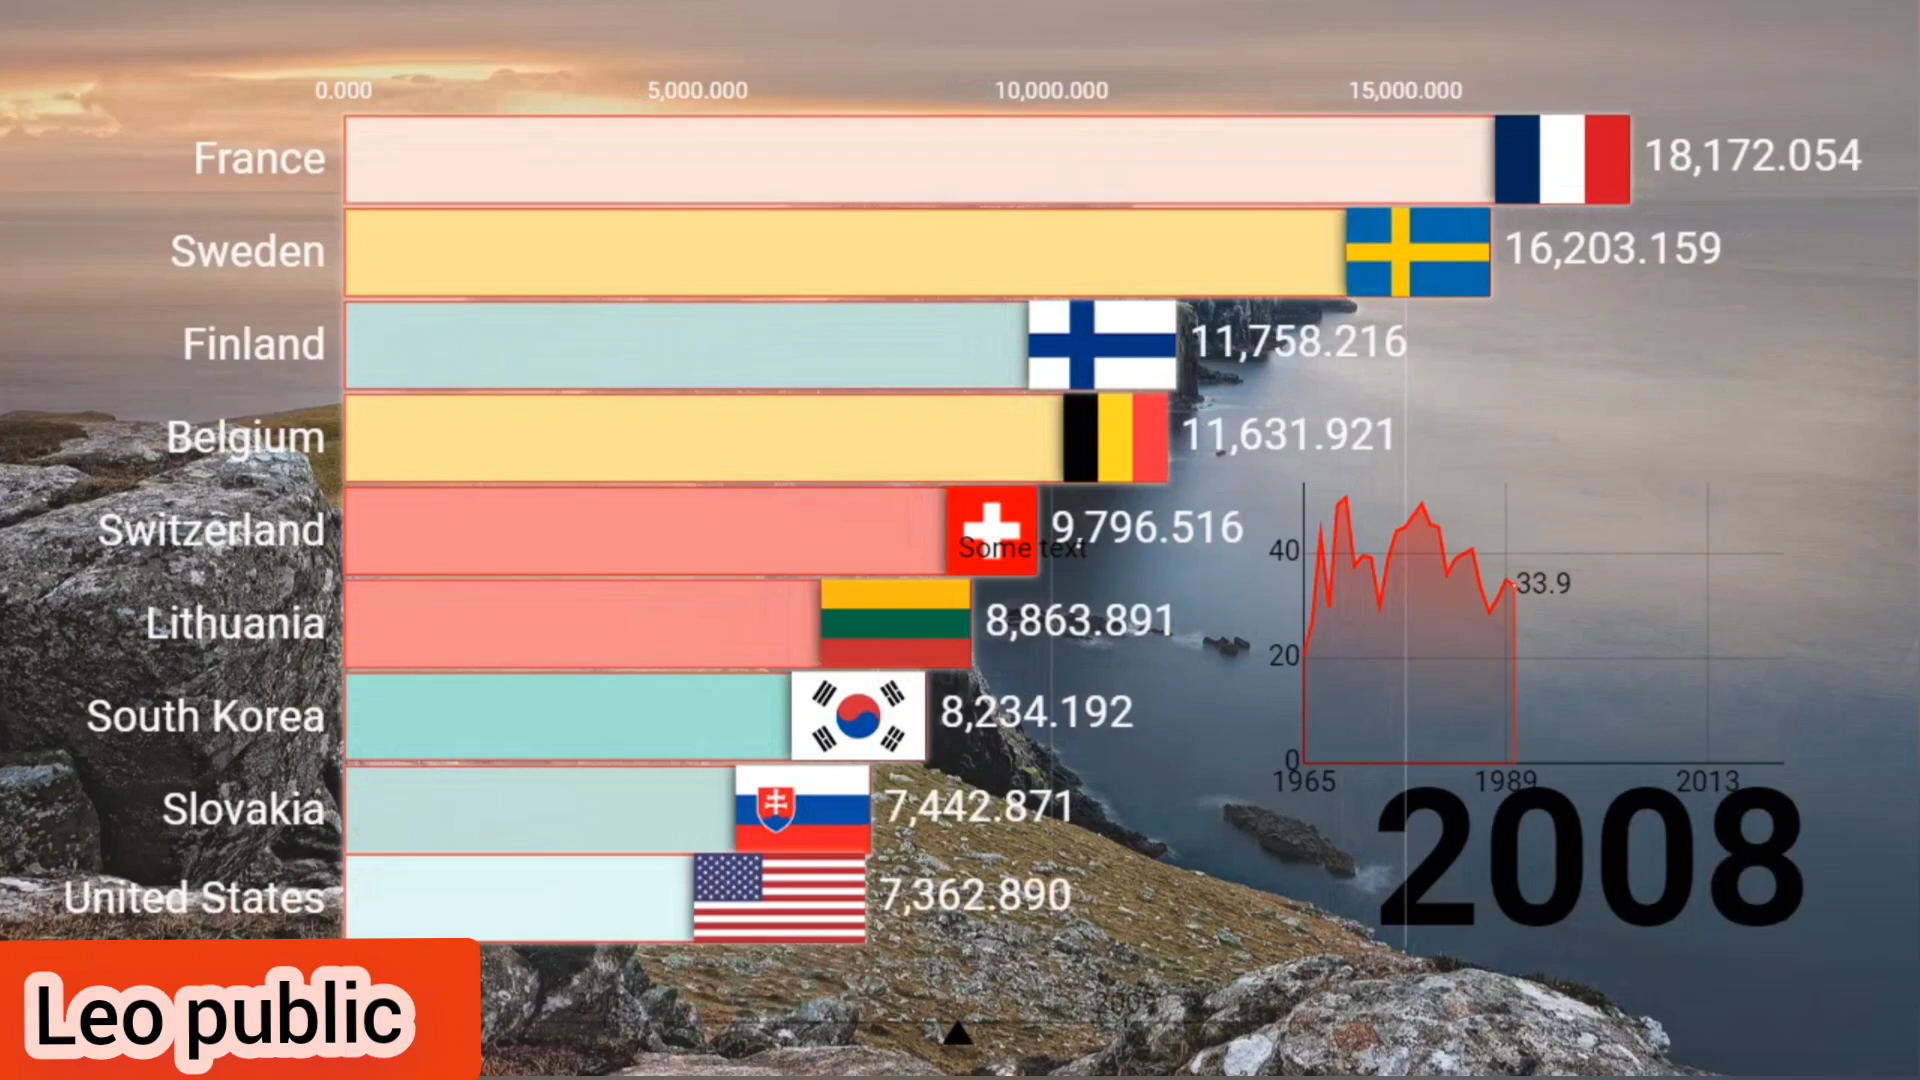 0.000 5,000.000 10,000.000 15,000.000
France 18,172.054
Sweden 16,203.159
Finland 11,758.216
Belgium 11,631.921
Switzerland 9,796.516
Some text
Lithuania 8,863.891
South Korea 8,234.192
Slovakia 7,442.871
United States 7,362.890
40
33.9
20
0
1965 1989 2013
2008
Leo public